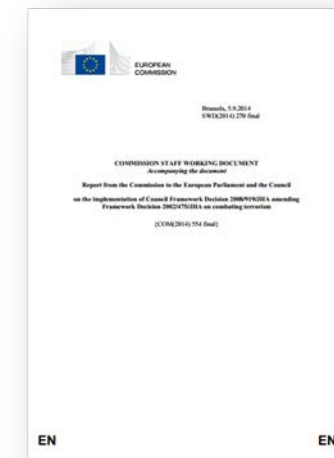 EUROPEAN
COMMISSION
Brussels, 5.9.2014
SWD(2014) 270 final
COMMISSION STAFF WORKING DOCUMENT
Accompanying the document
Report from the Commission to the European Parliament and the Council
on the implementation of Council Framework Decision 2008/919/JHA amending
Framework Decision 2002/475/JHA on combating terrorism
[COM(2014) 554 final]
EN EN